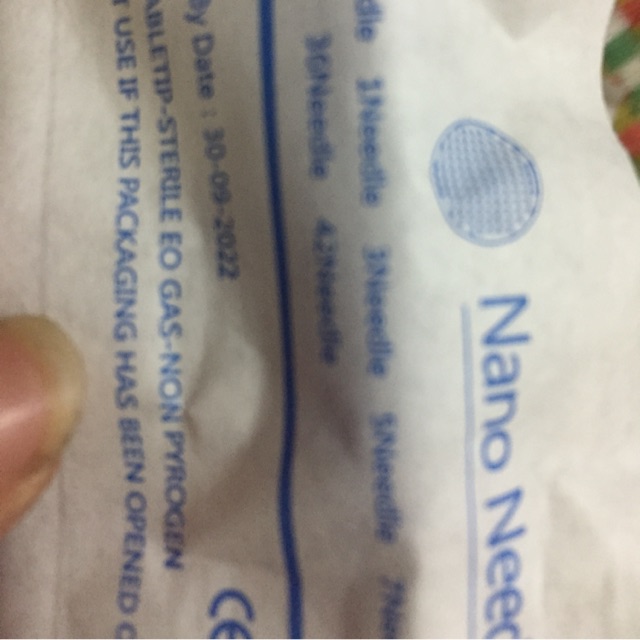 Nano Need
dle 1Needle 3Needle 5Needle 7Nee
36Needle 42Needle
By Date : 30-09-2022
ABLETIP-STERILE EO GAS-NON PYROGEN
T USE IF THIS PACKAGING HAS BEEN OPENED O
CE